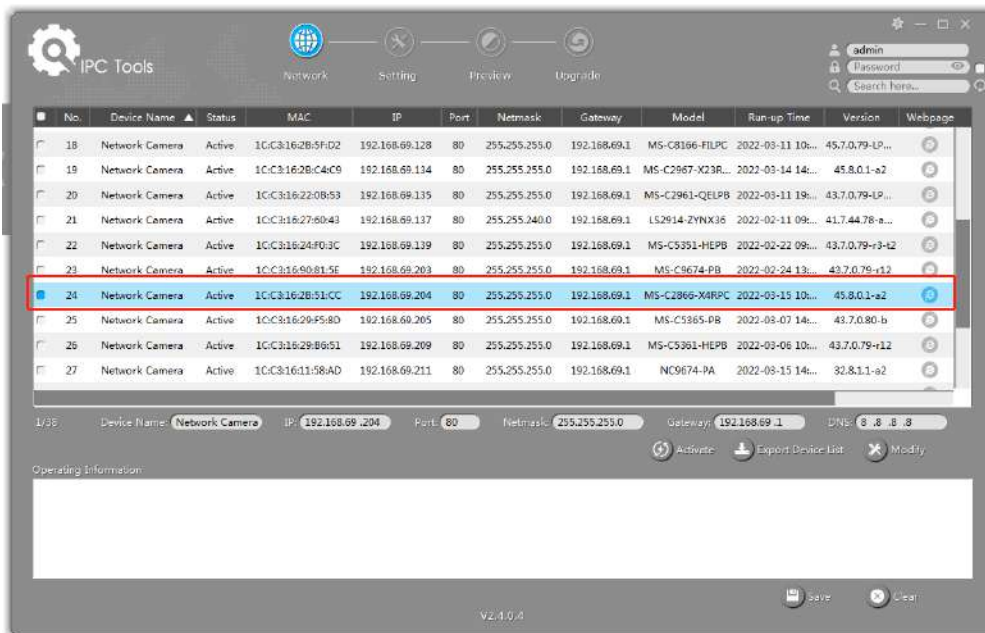 IPC Tools
Network Setting Preview Upgrade
admin
Password
Search here...
No. Device Name ▲ Status MAC IP Port Netmask Gateway Model Run-up Time Version Webpage
18 Network Camera Active 1C:C3:16:2B:5F:D2 192.168.69.128 80 255.255.255.0 192.168.69.1 MS-C8166-FILPC 2022-03-11 10:... 45.7.0.79-LP...
19 Network Camera Active 1C:C3:16:2B:C4:C9 192.168.69.134 80 255.255.255.0 192.168.69.1 MS-C2967-X23R... 2022-03-14 14:... 45.8.0.1-a2
20 Network Camera Active 1C:C3:16:22:0B:53 192.168.69.135 80 255.255.255.0 192.168.69.1 MS-C2961-QELPB 2022-03-11 19:... 43.7.0.79-LP...
21 Network Camera Active 1C:C3:16:27:60:43 192.168.69.137 80 255.255.240.0 192.168.69.1 LS2914-ZYNX36 2022-02-11 09:... 41.7.44.78-a...
22 Network Camera Active 1C:C3:16:24:F0:3C 192.168.69.139 80 255.255.255.0 192.168.69.1 MS-C5351-HEPB 2022-02-22 09:... 43.7.0.79-r3-t2
23 Network Camera Active 1C:C3:16:90:81:5E 192.168.69.203 80 255.255.255.0 192.168.69.1 MS-C9674-PB 2022-02-24 13:... 43.7.0.79-r12
24 Network Camera Active 1C:C3:16:2B:51:CC 192.168.69.204 80 255.255.255.0 192.168.69.1 MS-C2866-X4RPC 2022-03-15 10:... 45.8.0.1-a2
25 Network Camera Active 1C:C3:16:29:F5:8D 192.168.69.205 80 255.255.255.0 192.168.69.1 MS-C5365-PB 2022-03-07 14:... 43.7.0.80-b
26 Network Camera Active 1C:C3:16:29:B6:51 192.168.69.209 80 255.255.255.0 192.168.69.1 MS-C5361-HEPB 2022-03-06 10:... 43.7.0.79-r12
27 Network Camera Active 1C:C3:16:11:58:AD 192.168.69.211 80 255.255.255.0 192.168.69.1 NC9674-PA 2022-03-15 14:... 32.8.1.1-a2
Device Name: Network Camera IP: 192.168.69 .204 Port: 80 Netmask: 255.255.255.0 Gateway: 192.168.69 .1 DNS: 8 .8 .8 .8
Activate Export Device List Modify
Operating Information
Save Clear
V2.4.0.4